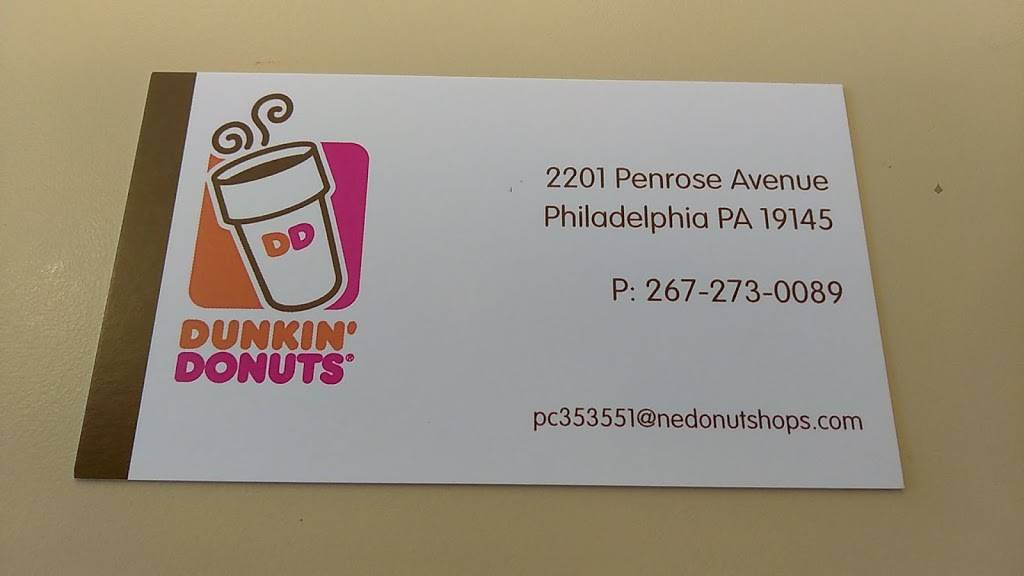 DD
DUNKIN'
DONUTS®
2201 Penrose Avenue
Philadelphia PA 19145
P: 267-273-0089
pc353551@nedonutshops.com